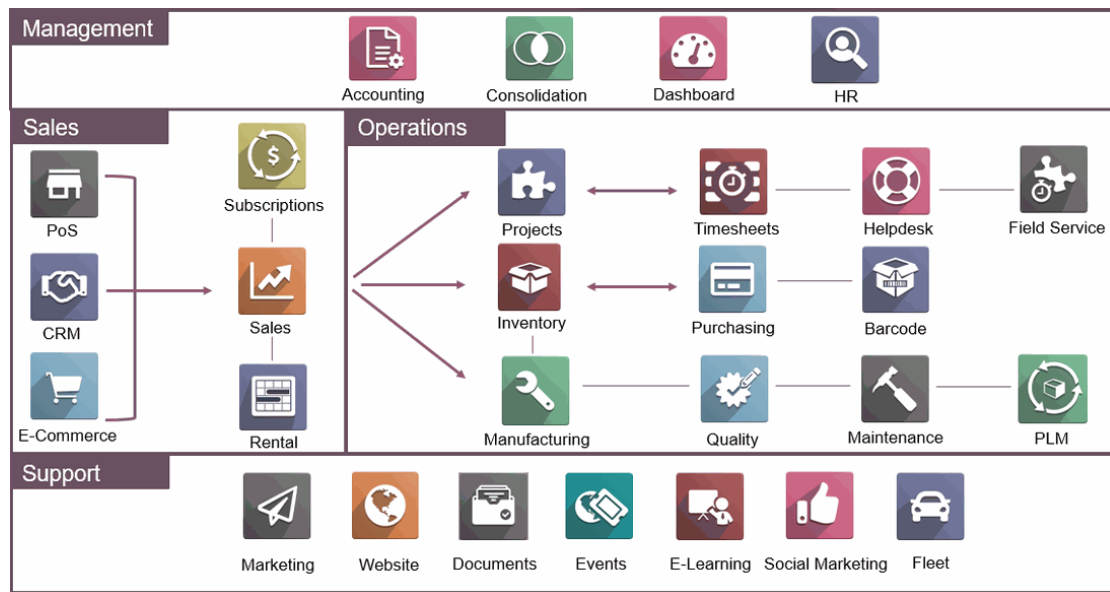 Management
Accounting
Consolidation
Dashboard
HR
Sales
PoS
CRM
E-Commerce
$
Subscriptions
Sales
Rental
Operations
Projects
Timesheets
Helpdesk
Field Service
Inventory
Purchasing
Barcode
Manufacturing
Quality
Maintenance
PLM
Support
Marketing
Website
Documents
Events
E-Learning
Social Marketing
Fleet